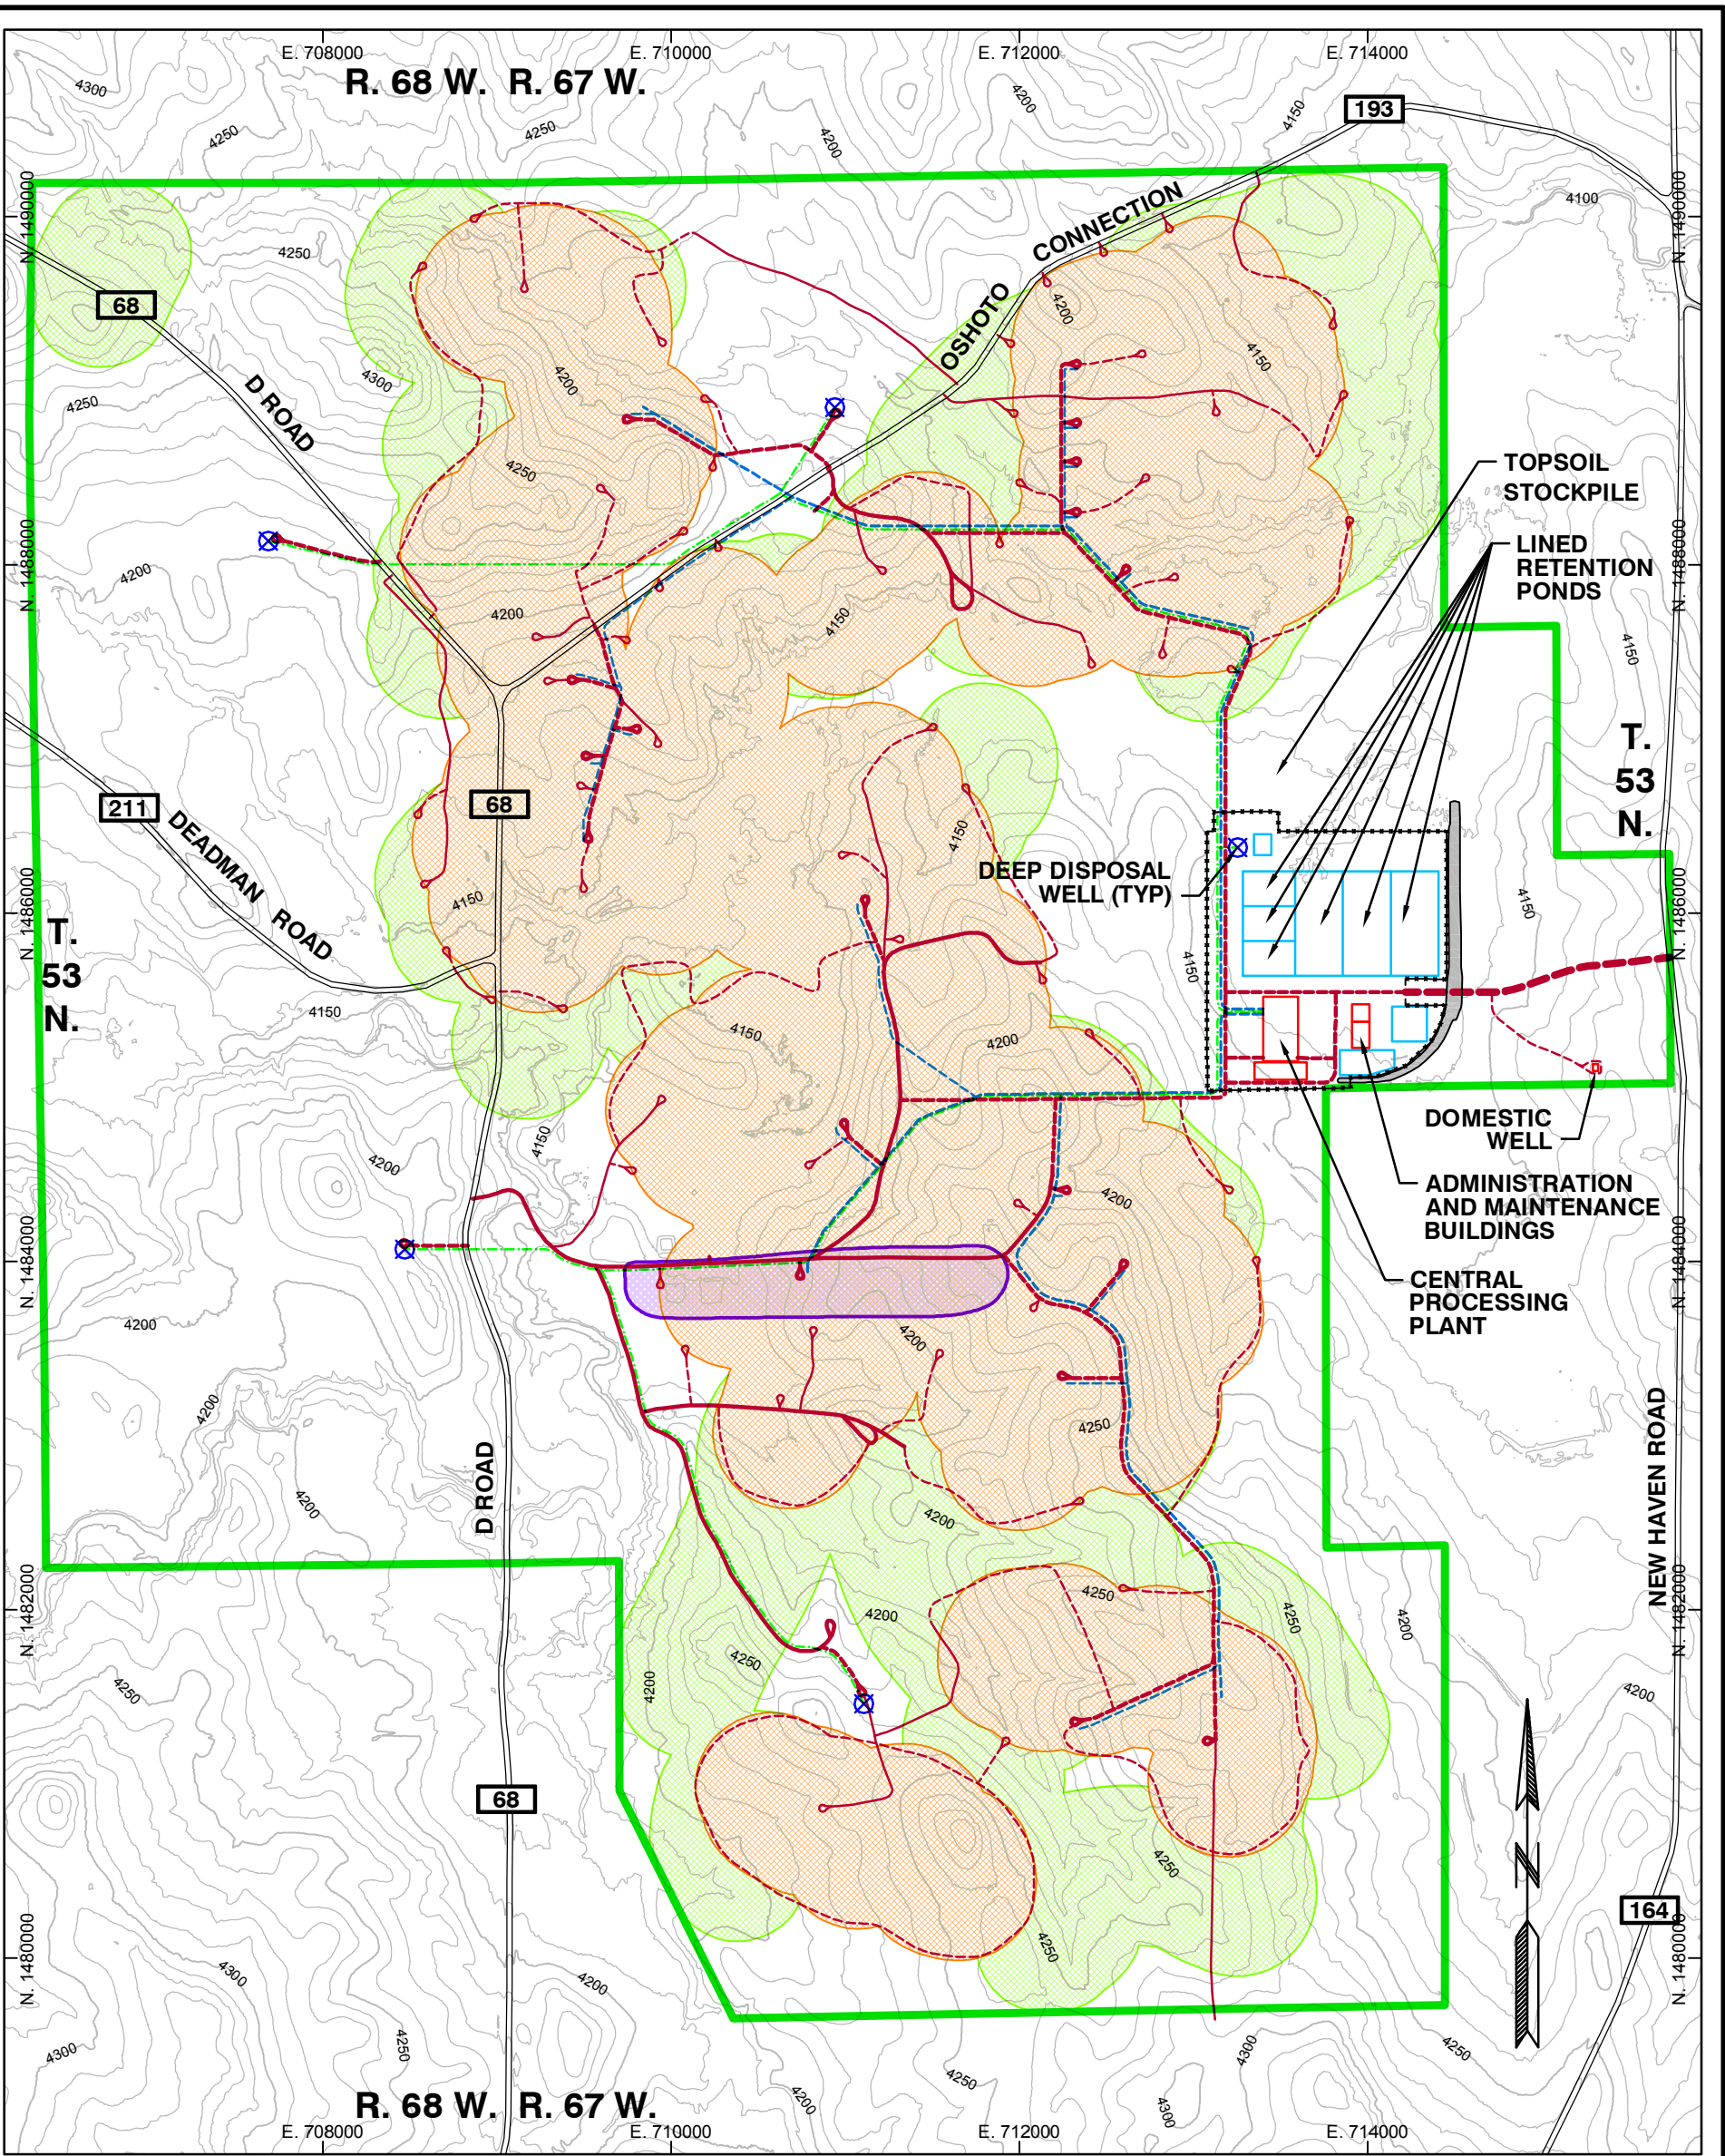 E. 708000
E. 710000
E. 712000
E. 714000
R. 68 W. R. 67 W.
4300
4200
4150
193
4250
4250
4200
N. 1490000
N. 1490000
4100
CONNECTION
4250
68
4200
OSHOTO
4150
4300
4200
4250
D ROAD
4250
TOPSOIL
STOCKPILE
LINED
RETENTION
PONDS
N. 1488000
N. 1488000
4200
4200
4150
4150
T.
53
N.
211
68
DEADMAN ROAD
4150
DEEP DISPOSAL
WELL (TYP)
4150
4150
N. 1486000
N. 1486000
T.
53
N.
4150
4150
4150
4200
DOMESTIC
WELL
4150
4200
4200
ADMINISTRATION
AND MAINTENANCE
BUILDINGS
N. 1484000
N. 1484000
CENTRAL
PROCESSING
PLANT
4200
4200
4200
4250
NEW HAVEN ROAD
D ROAD
4200
4200
N. 1482000
N. 1482000
4250
4200
4250
4200
4250
4200
4250
4200
68
4250
164
N. 1480000
N. 1480000
4250
4300
4200
N
4300
4250
4300
4250
4250
R. 68 W. R. 67 W.
4200
4300
E. 708000
E. 710000
E. 712000
E. 714000